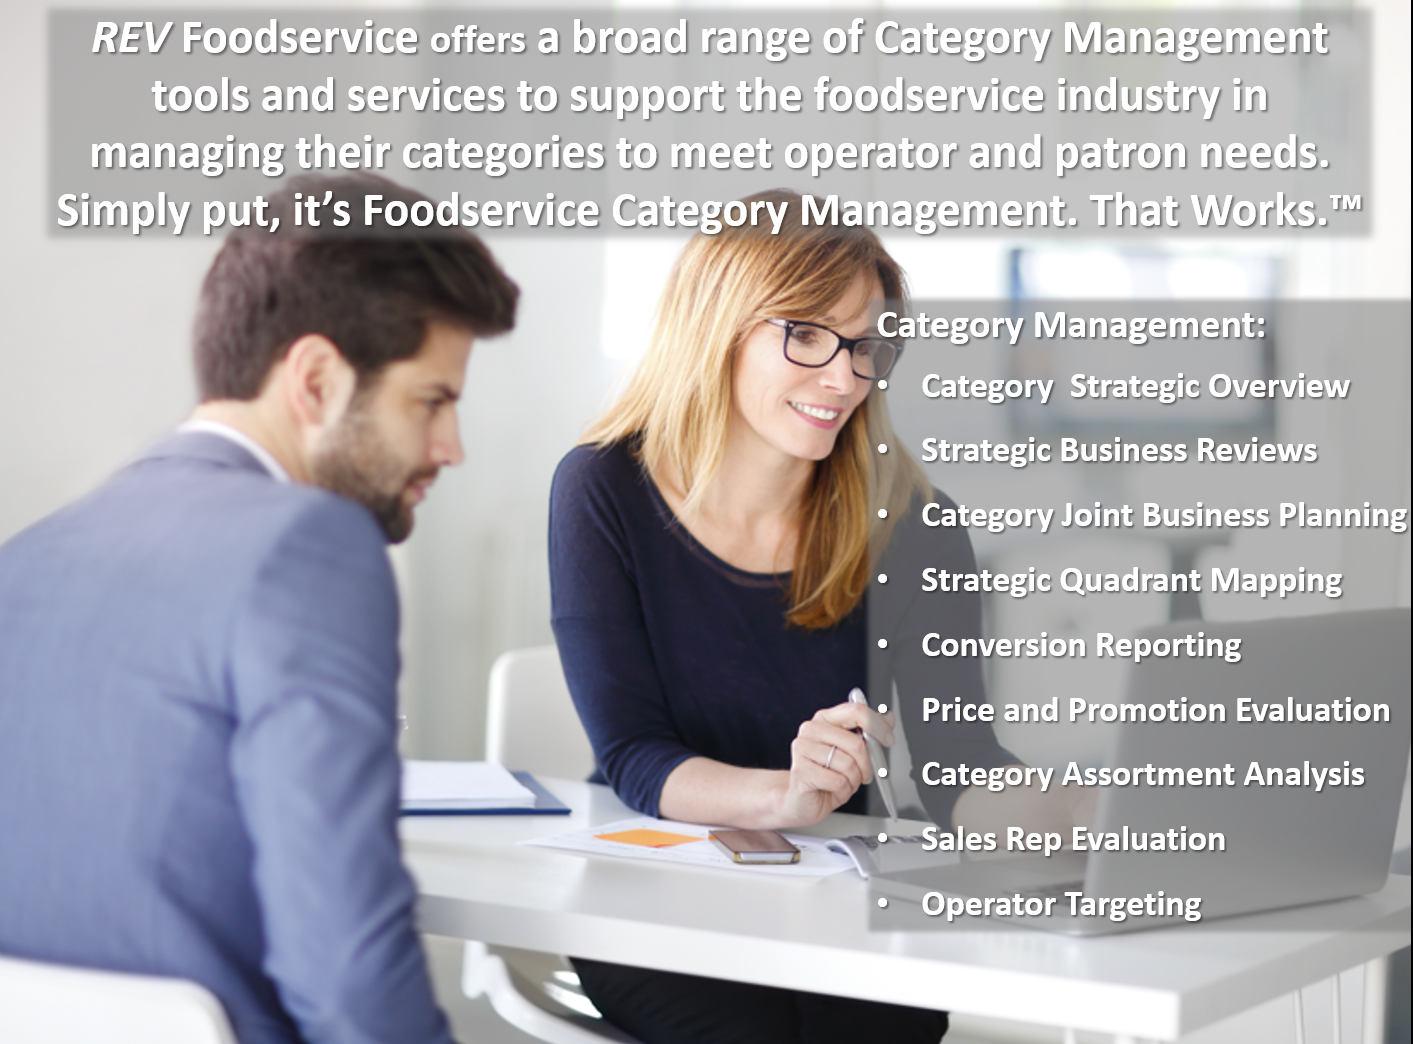 REV Foodservice offers a broad range of Category Management
tools and services to support the foodservice industry in
managing their categories to meet operator and patron needs.
Simply put, it’s Foodservice Category Management. That Works.™
Category Management:
• Category  Strategic Overview
• Strategic Business Reviews
• Category Joint Business Planning
• Strategic Quadrant Mapping
• Conversion Reporting
• Price and Promotion Evaluation
• Category Assortment Analysis
• Sales Rep Evaluation
• Operator Targeting